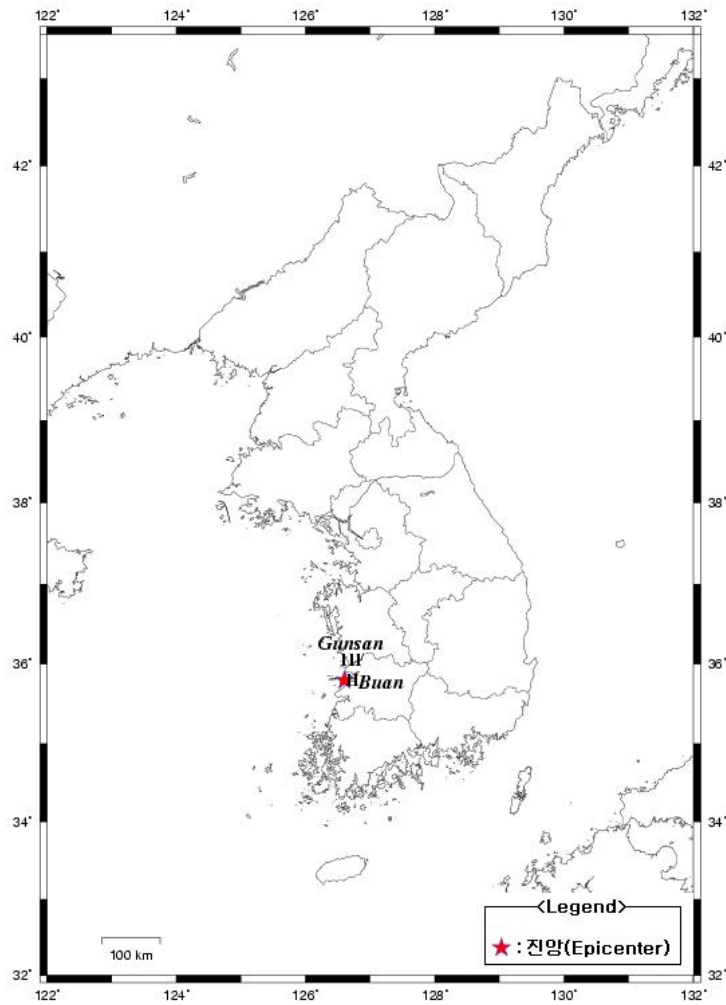 122° 124° 126° 128° 130° 132°
42° 42°
40° 40°
38° 38°
Gunsan
III
36° 36°
II Buan
34° 34°
<Legend>
★ : 진앙(Epicenter)
100 km
32° 32°
122° 124° 126° 128° 130° 132°